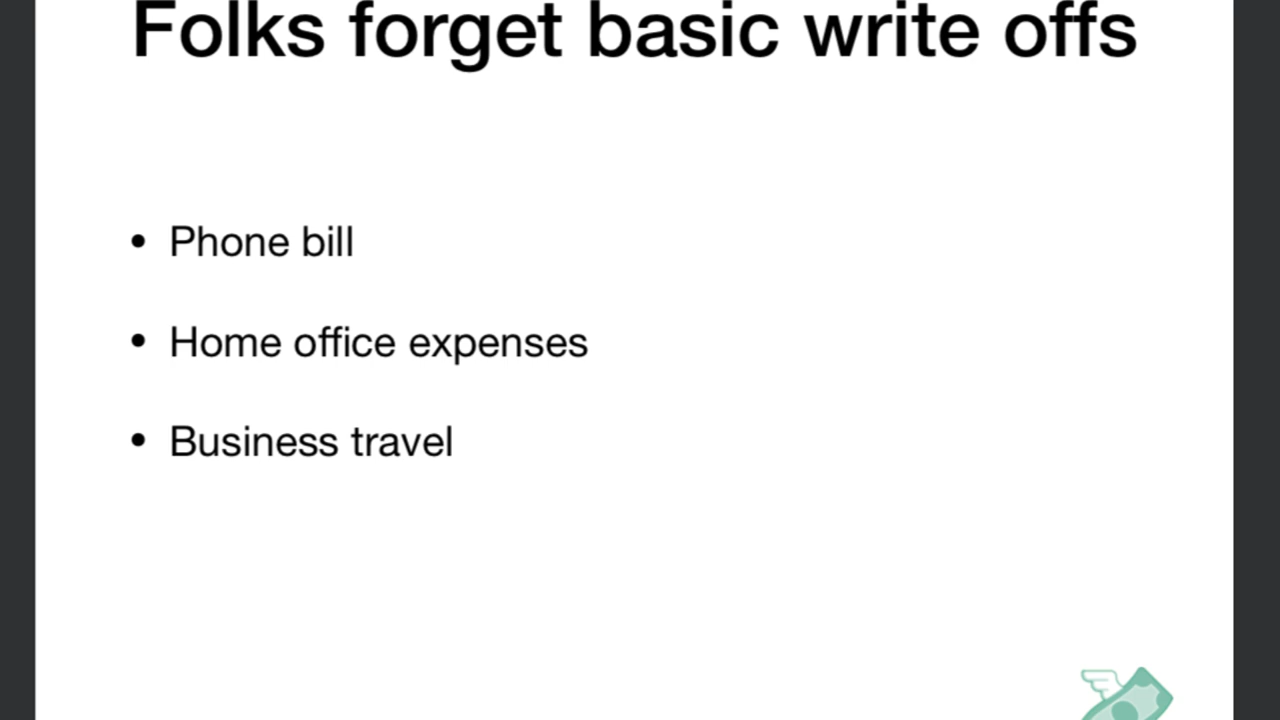 Folks forget basic write offs
• Phone bill
• Home office expenses
• Business travel